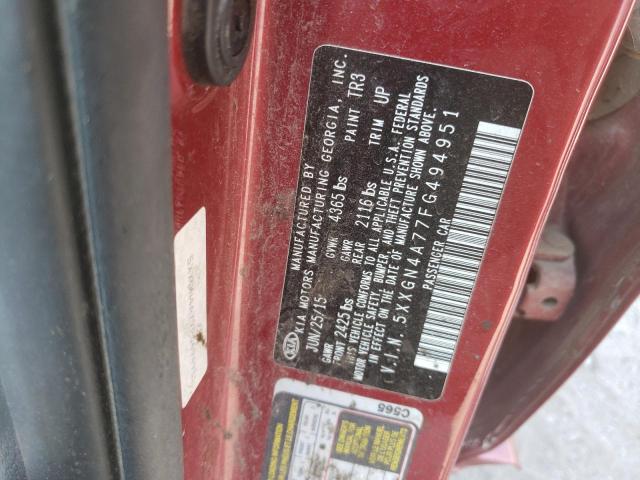 KIA
MANUFACTURED BY
KIA MOTORS MANUFACTURING GEORGIA, INC.
JUN/25/15 GVWR 4365 lbs PAINT TR3
GAWR FRONT 2425 lbs GAWR REAR 2116 lbs TRIM UP
THIS VEHICLE CONFORMS TO ALL APPLICABLE U.S.A. FEDERAL
MOTOR VEHICLE SAFETY, BUMPER, AND THEFT PREVENTION STANDARDS
IN EFFECT ON THE DATE OF MANUFACTURE SHOWN ABOVE.
V.I.N. 5XXGN4A77FG494951
PASSENGER CAR
C565